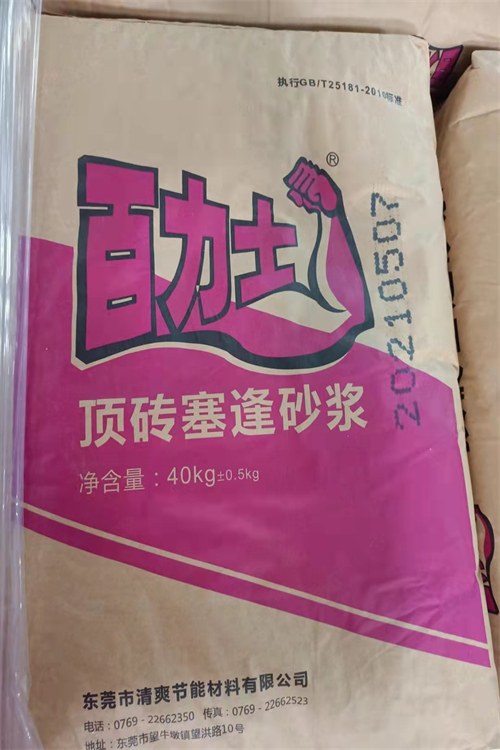 执行GB/T25181-2010标准
百力士®
20210507
顶砖塞逢砂浆
净含量：40kg±0.5kg
东莞市清爽节能材料有限公司
电话：0769 - 22662350 传真：0769 - 22662523
地址：东莞市望牛墩镇望洪路10号